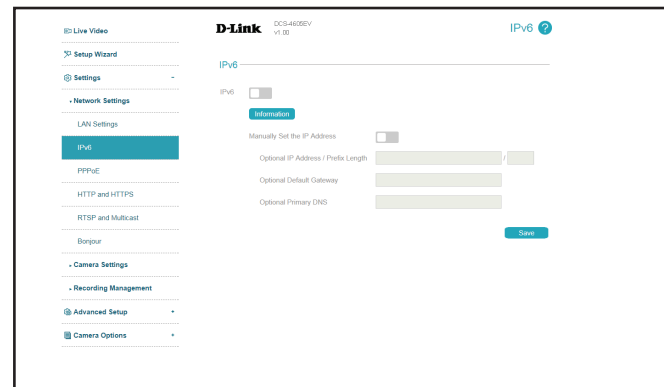 Live Video
Setup Wizard
Settings -
Network Settings
LAN Settings
IPv6
PPPoE
HTTP and HTTPS
RTSP and Multicast
Bonjour
Camera Settings
Recording Management
Advanced Setup +
Camera Options +
D-Link DCS-4605EV
v1.00
IPv6 ?
IPv6
IPv6
Information
Manually Set the IP Address
Optional IP Address / Prefix Length /
Optional Default Gateway
Optional Primary DNS
Save